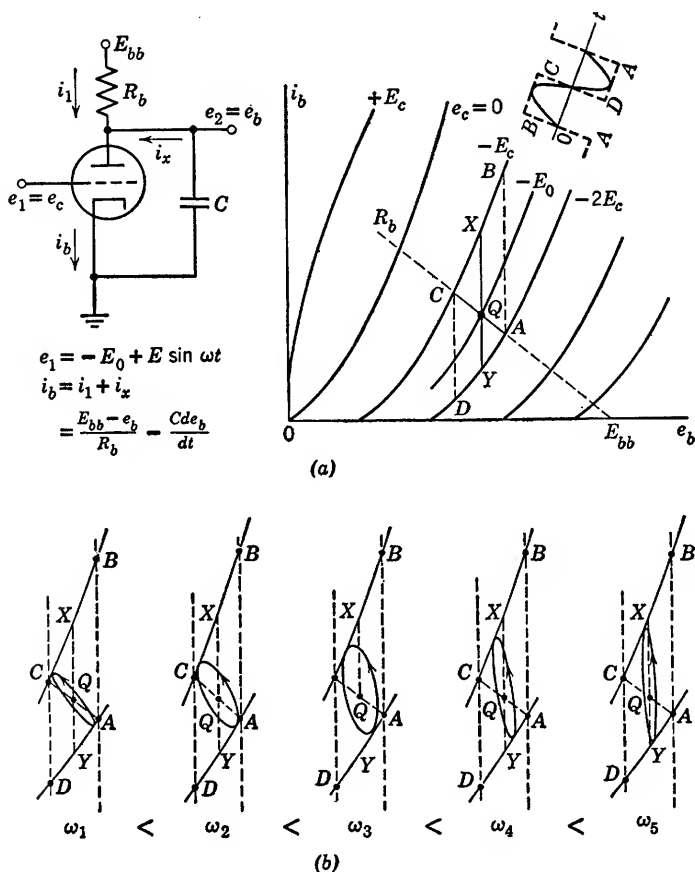 E_bb
i_1
R_b
e_2 = e_b
i_x
e_1 = e_c
C
i_b
e_1 = −E_0 + E sin ωt
i_b = i_1 + i_x
= (E_bb − e_b)/R_b − C de_b/dt
i_b
+E_c
e_c = 0
−E_c
−E_0
−2E_c
R_b
B
X
C
Q
A
Y
D
0
E_bb
e_b
t
C
A
B
D
0
A
(a)
B
X
C
Q
A
Y
D
B
X
C
Q
A
Y
D
B
X
C
Q
A
Y
D
B
X
C
Q
A
Y
D
B
X
C
Q
A
Y
D
ω_1 < ω_2 < ω_3 < ω_4 < ω_5
(b)